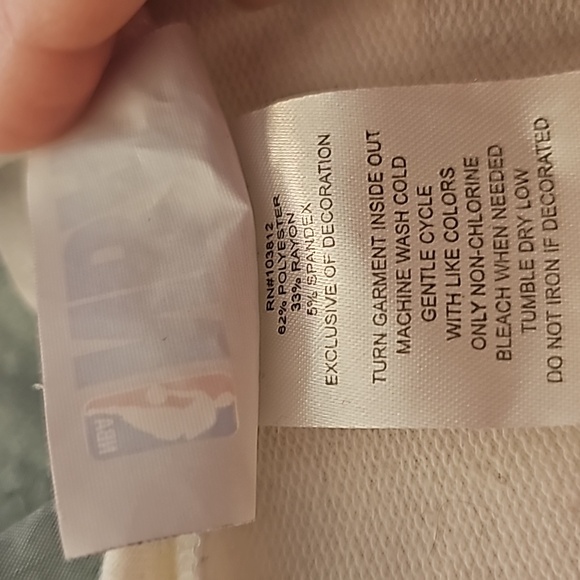 RN#103812
62% POLYESTER
33% RAYON
5% SPANDEX
EXCLUSIVE OF DECORATION
TURN GARMENT INSIDE OUT
MACHINE WASH COLD
GENTLE CYCLE
WITH LIKE COLORS
ONLY NON-CHLORINE
BLEACH WHEN NEEDED
TUMBLE DRY LOW
DO NOT IRON IF DECORATED
NBA